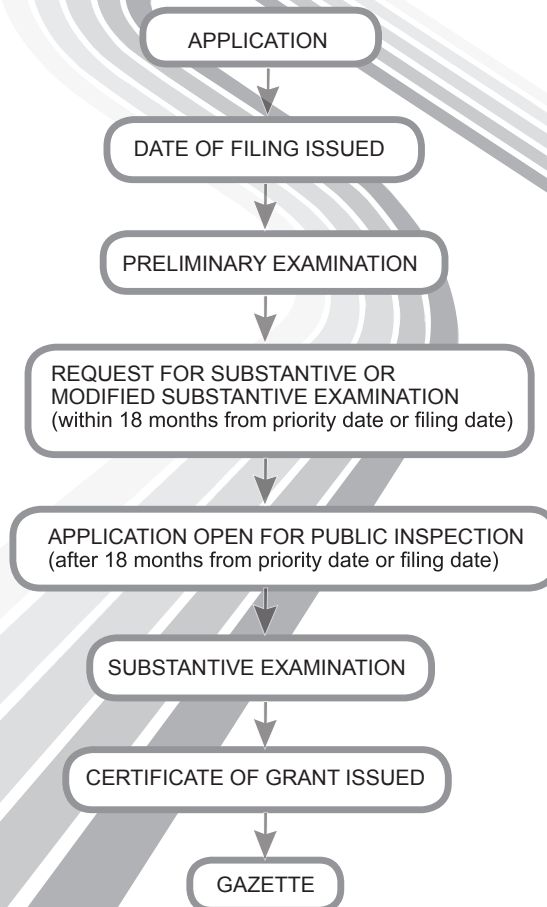 APPLICATION
DATE OF FILING ISSUED
PRELIMINARY EXAMINATION
REQUEST FOR SUBSTANTIVE OR
MODIFIED SUBSTANTIVE EXAMINATION
(within 18 months from priority date or filing date)
APPLICATION OPEN FOR PUBLIC INSPECTION
(after 18 months from priority date or filing date)
SUBSTANTIVE EXAMINATION
CERTIFICATE OF GRANT ISSUED
GAZETTE